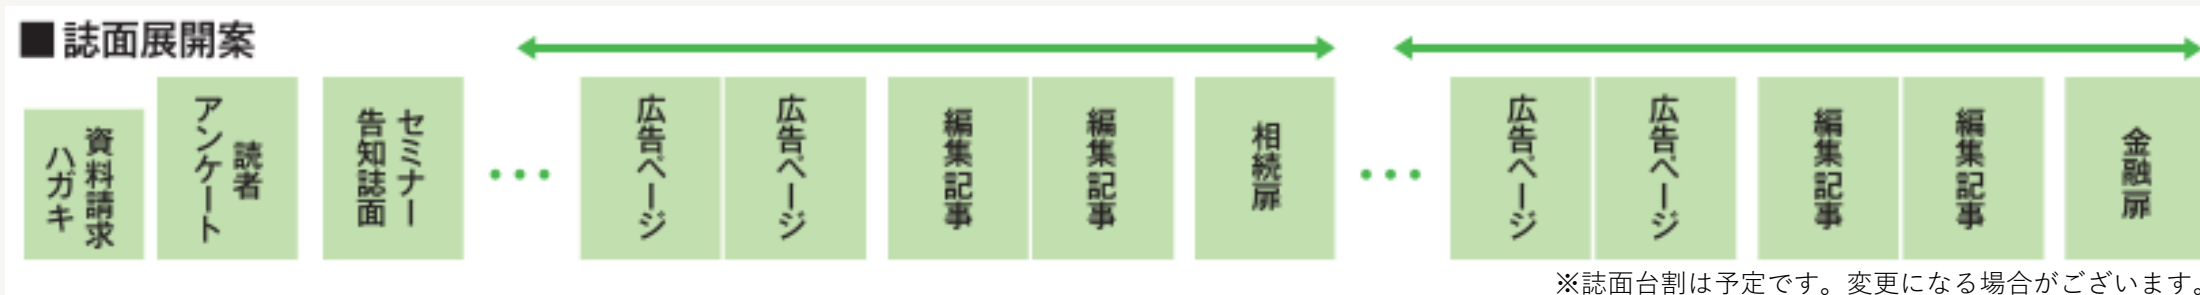 ■誌面展開案
資料請求
ハガキ
読者
アンケート
セミナー
告知誌面
・・・
広告ページ
広告ページ
編集記事
編集記事
相続扉
・・・
広告ページ
広告ページ
編集記事
編集記事
金融扉
※誌面台割は予定です。変更になる場合がございます。